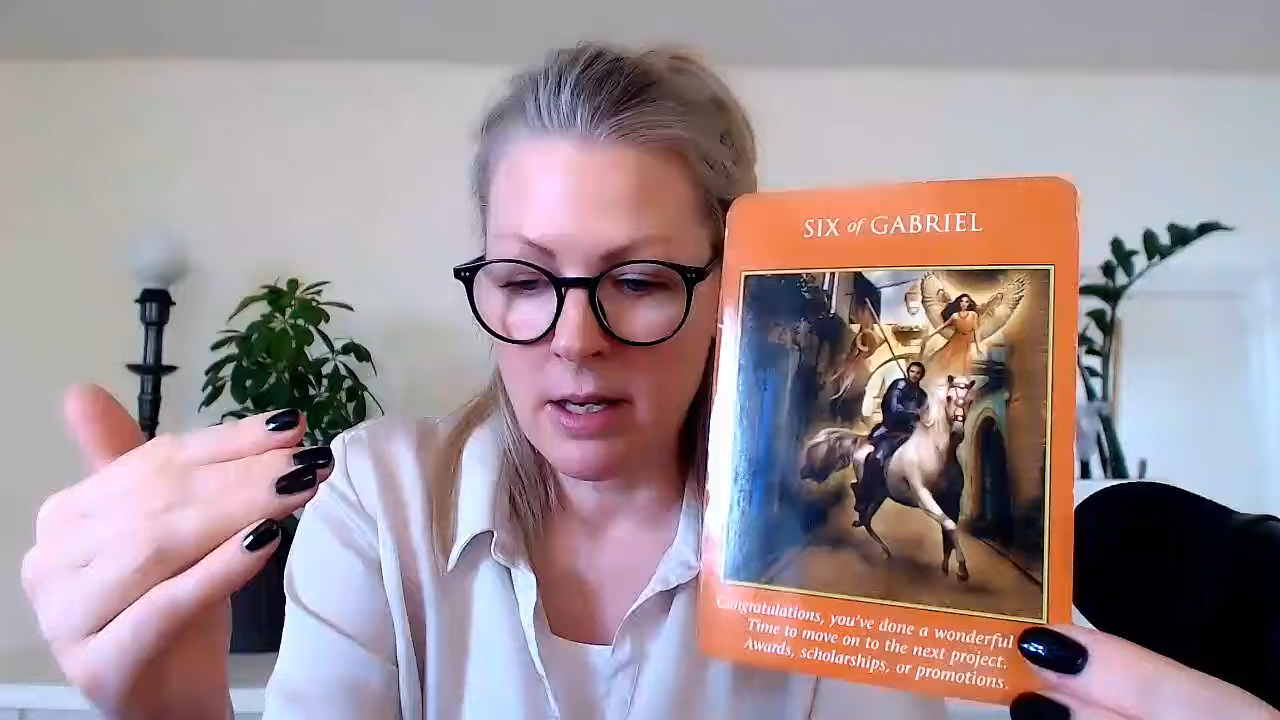 SIX of GABRIEL
Congratulations, you've done a wonderful
Time to move on to the next project.
Awards, scholarships, or promotions.